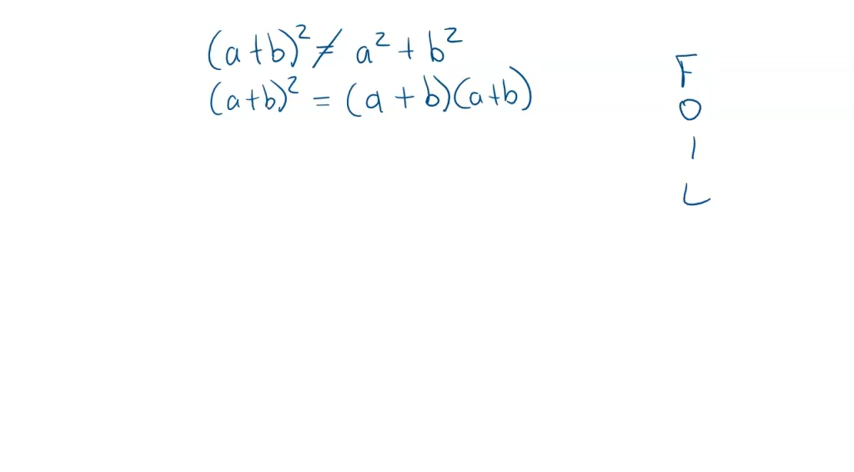 (a+b)² ≠ a² + b²
(a+b)² = (a + b)(a+b)
F
O
I
L